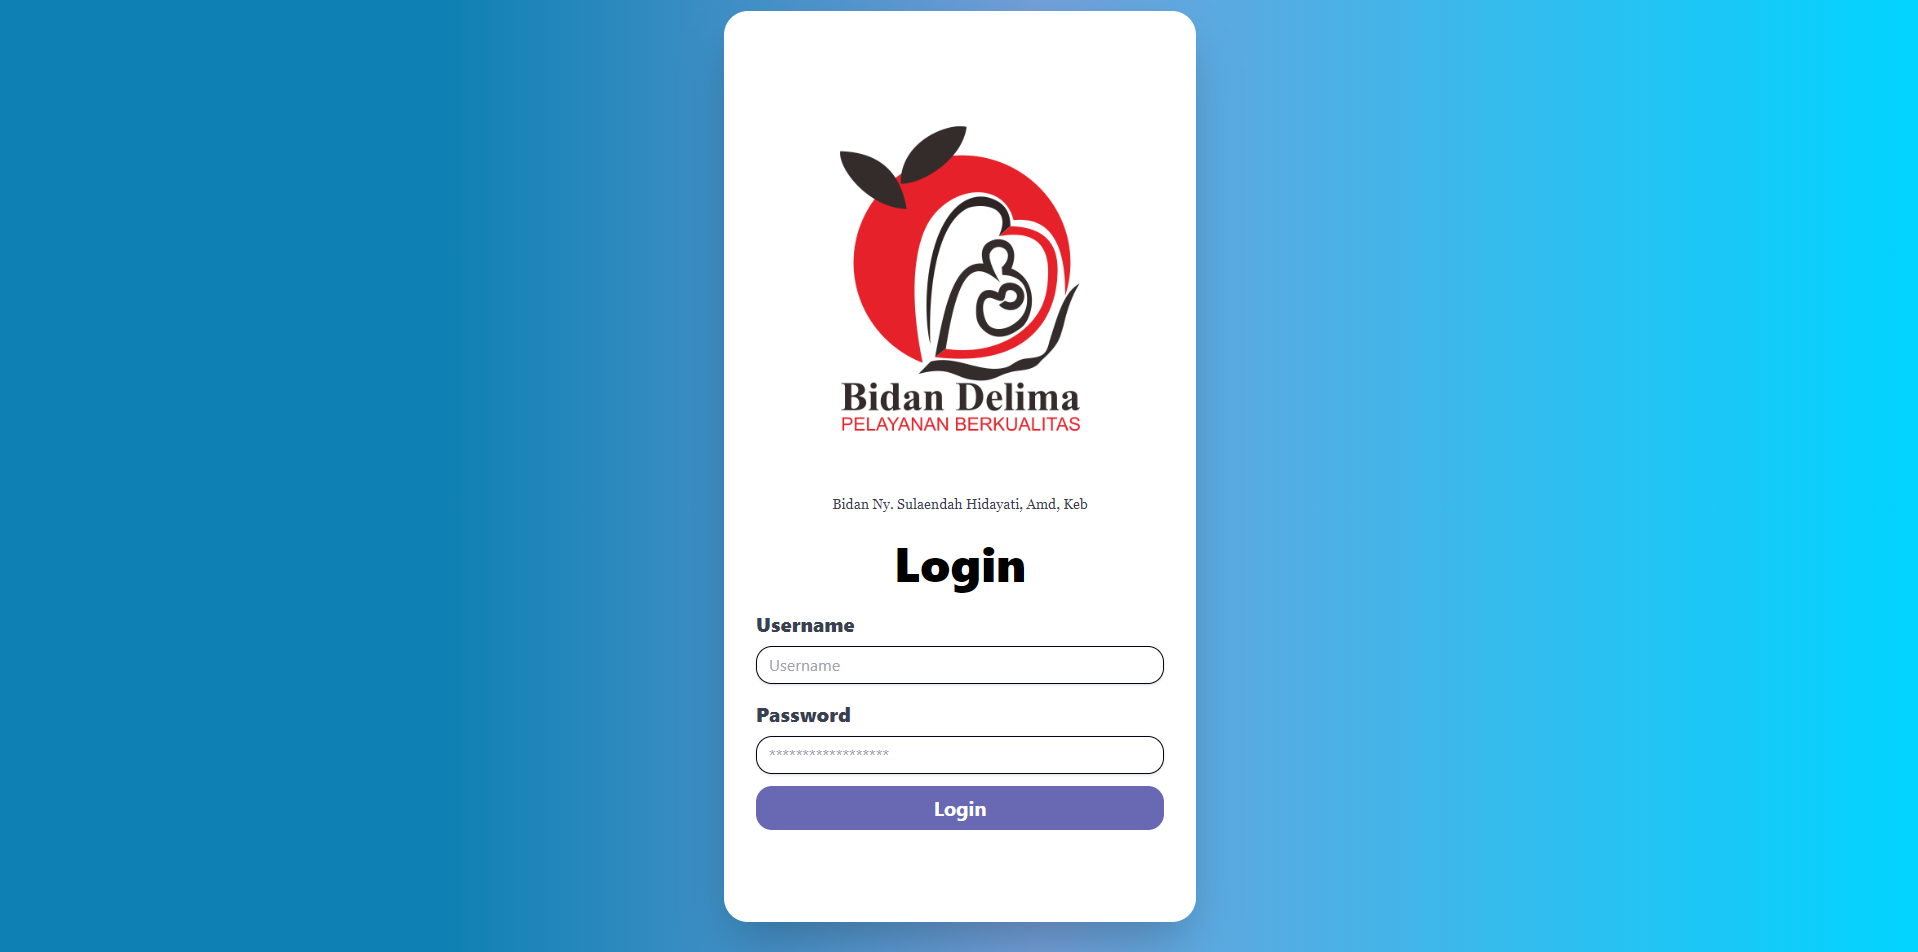 Bidan Delima
PELAYANAN BERKUALITAS
Bidan Ny. Sulaendah Hidayati, Amd, Keb
Login
Username
Username
Password
******************
Login